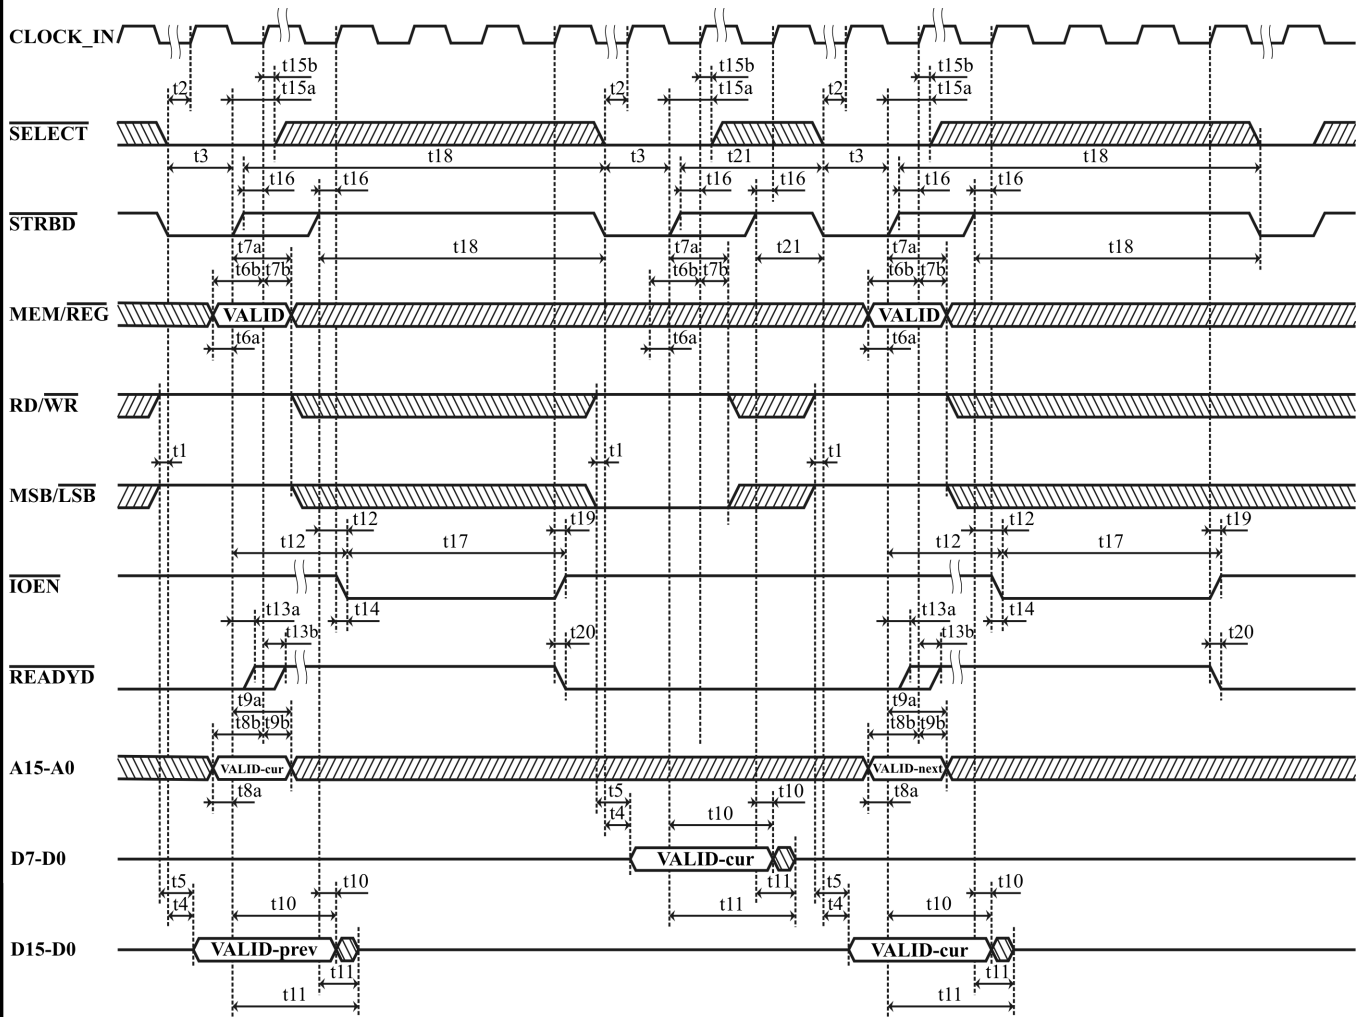 CLOCK_IN
t15b t15b t15b
t2 t15a t2 t15a t2 t15a
SELECT
t3 t18 t3 t21 t3 t18
t16 t16 t16 t16 t16 t16
STRBD
t7a t18 t7a t21 t7a t18
t6b t7b t6b t7b t6b t7b
MEM/REG VALID VALID
t6a t6a t6a
RD/WR
t1 t1 t1
MSB/LSB
t12 t19 t12 t19
t12 t17 t12 t17
IOEN
t13a t14 t13a t14
t13b t20 t13b t20
READYD
t9a t9a
t8b t9b t8b t9b
A15-A0 VALID-cur VALID-next
t8a t5 t10 t8a
t4 t10
D7-D0 VALID-cur
t5 t10 t11 t5 t10
t4 t10 t11 t4 t10
D15-D0 VALID-prev VALID-cur
t11 t11
t11 t11